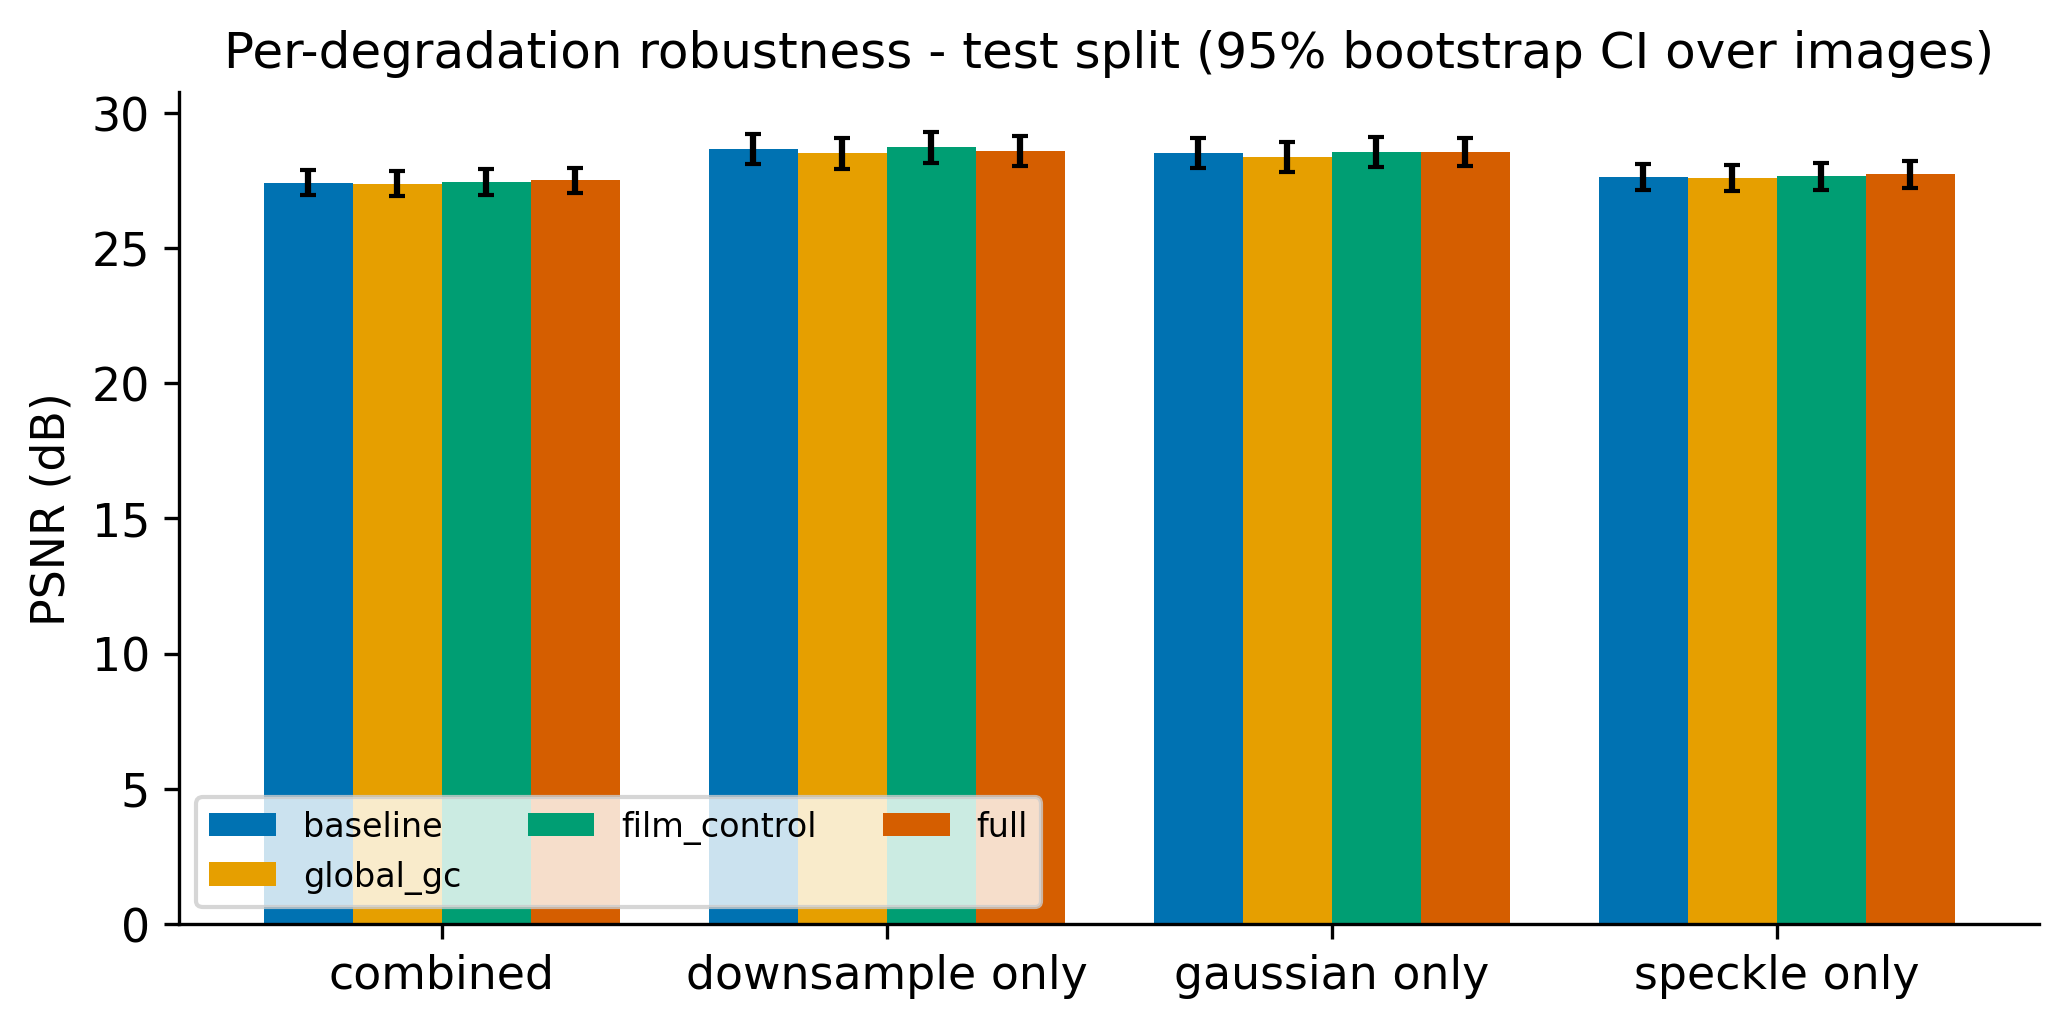 Per-degradation robustness - test split (95% bootstrap CI over images)
PSNR (dB)
30
25
20
15
10
5
0
baseline
global_gc
film_control
full
combined
downsample only
gaussian only
speckle only